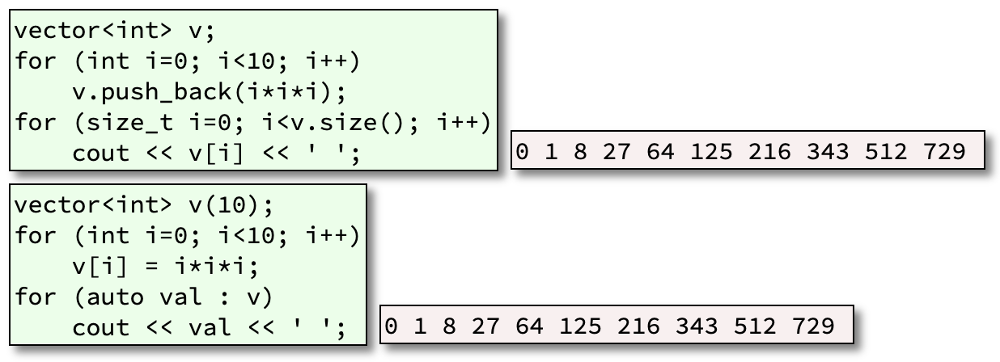 vector<int> v;
for (int i=0; i<10; i++)
    v.push_back(i*i*i);
for (size_t i=0; i<v.size(); i++)
    cout << v[i] << ' ';
0 1 8 27 64 125 216 343 512 729
vector<int> v(10);
for (int i=0; i<10; i++)
    v[i] = i*i*i;
for (auto val : v)
    cout << val << ' ';
0 1 8 27 64 125 216 343 512 729